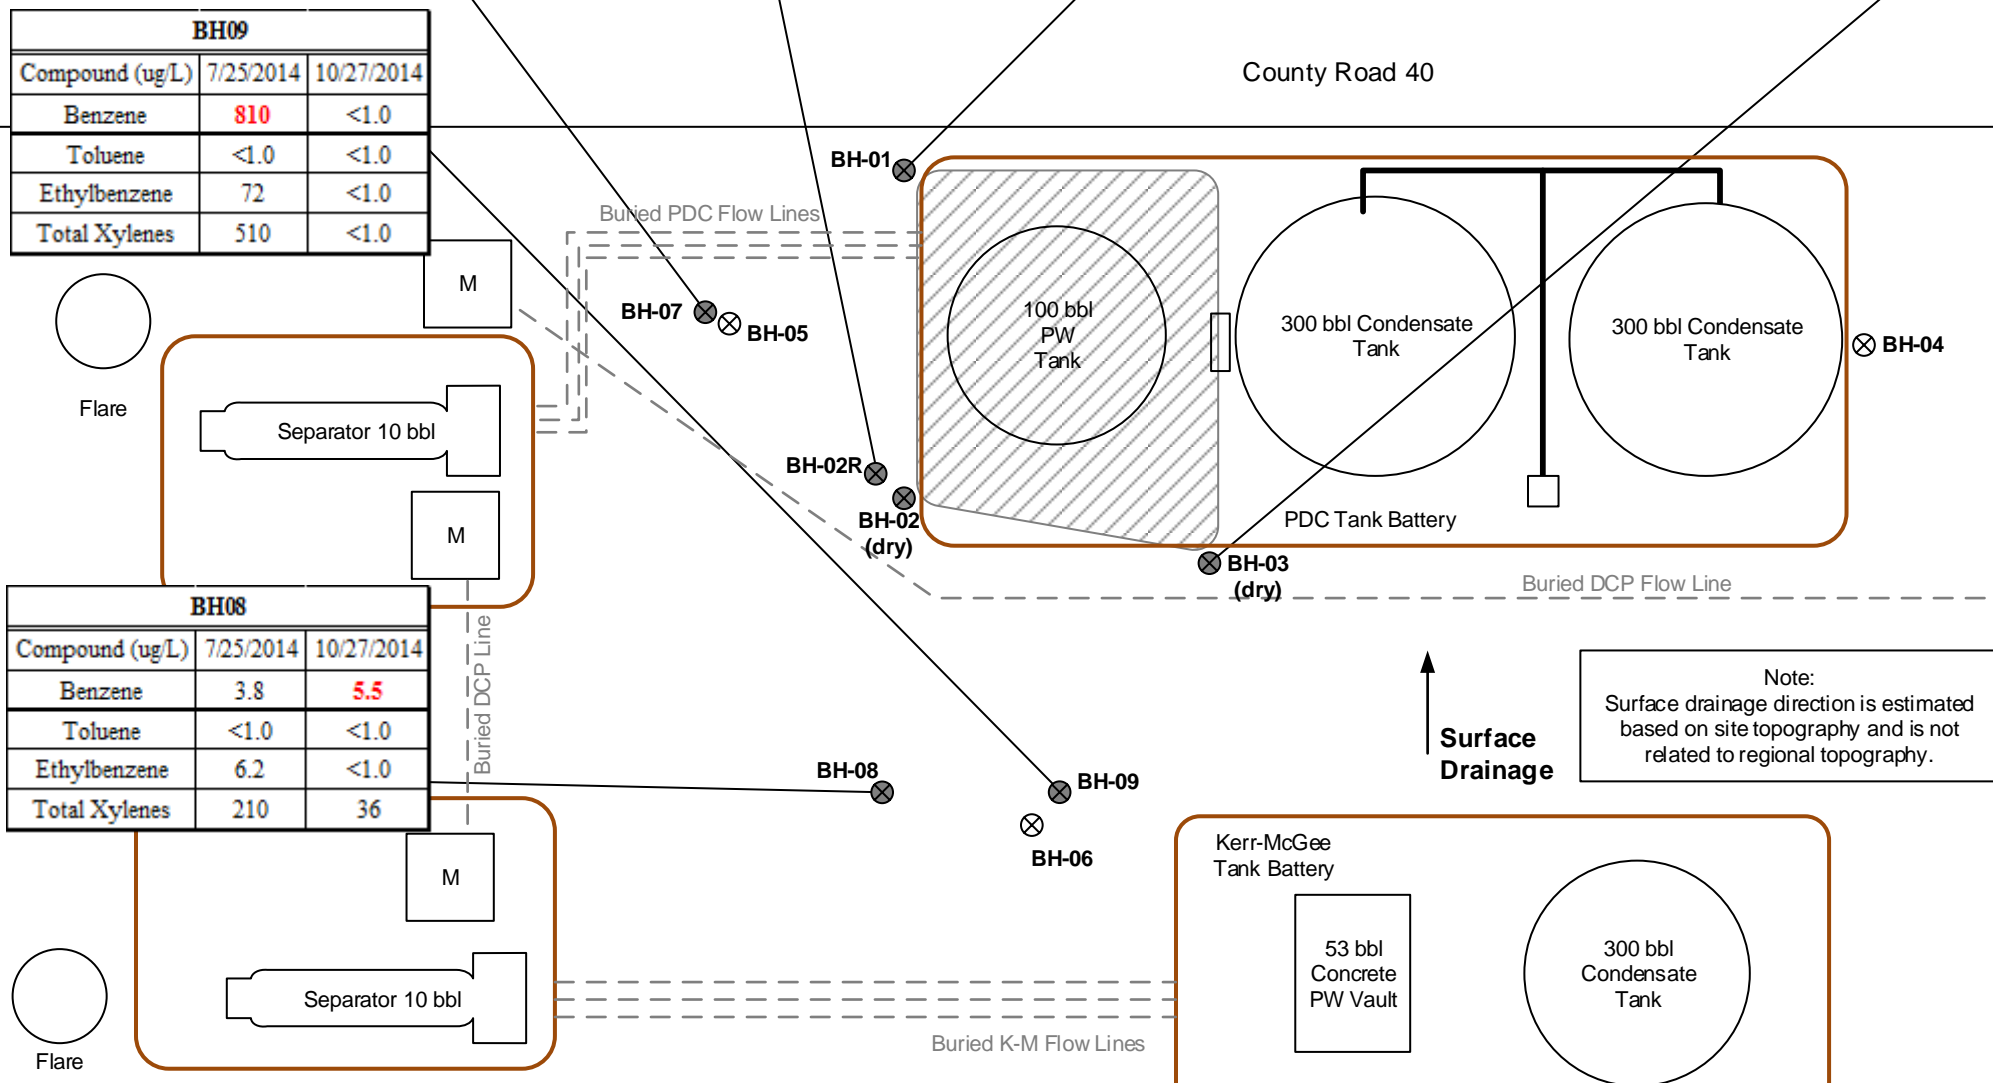 BH09
Compound (ug/L) 7/25/2014 10/27/2014
Benzene 810 <1.0
Toluene <1.0 <1.0
Ethylbenzene 72 <1.0
Total Xylenes 510 <1.0
County Road 40
BH-01
Buried PDC Flow Lines
M
BH-07
BH-05
100 bbl
PW
Tank
300 bbl Condensate
Tank
300 bbl Condensate
Tank
BH-04
Flare
Separator 10 bbl
BH-02R
BH-02
(dry)
PDC Tank Battery
M
BH-03
(dry)
Buried DCP Flow Line
BH08
Compound (ug/L) 7/25/2014 10/27/2014
Benzene 3.8 5.5
Toluene <1.0 <1.0
Ethylbenzene 6.2 <1.0
Total Xylenes 210 36
Buried DCP Line
Note:
Surface drainage direction is estimated
based on site topography and is not
related to regional topography.
Surface
Drainage
BH-08
BH-09
BH-06
Kerr-McGee
Tank Battery
M
53 bbl
Concrete
PW Vault
300 bbl
Condensate
Tank
Separator 10 bbl
Buried K-M Flow Lines
Flare